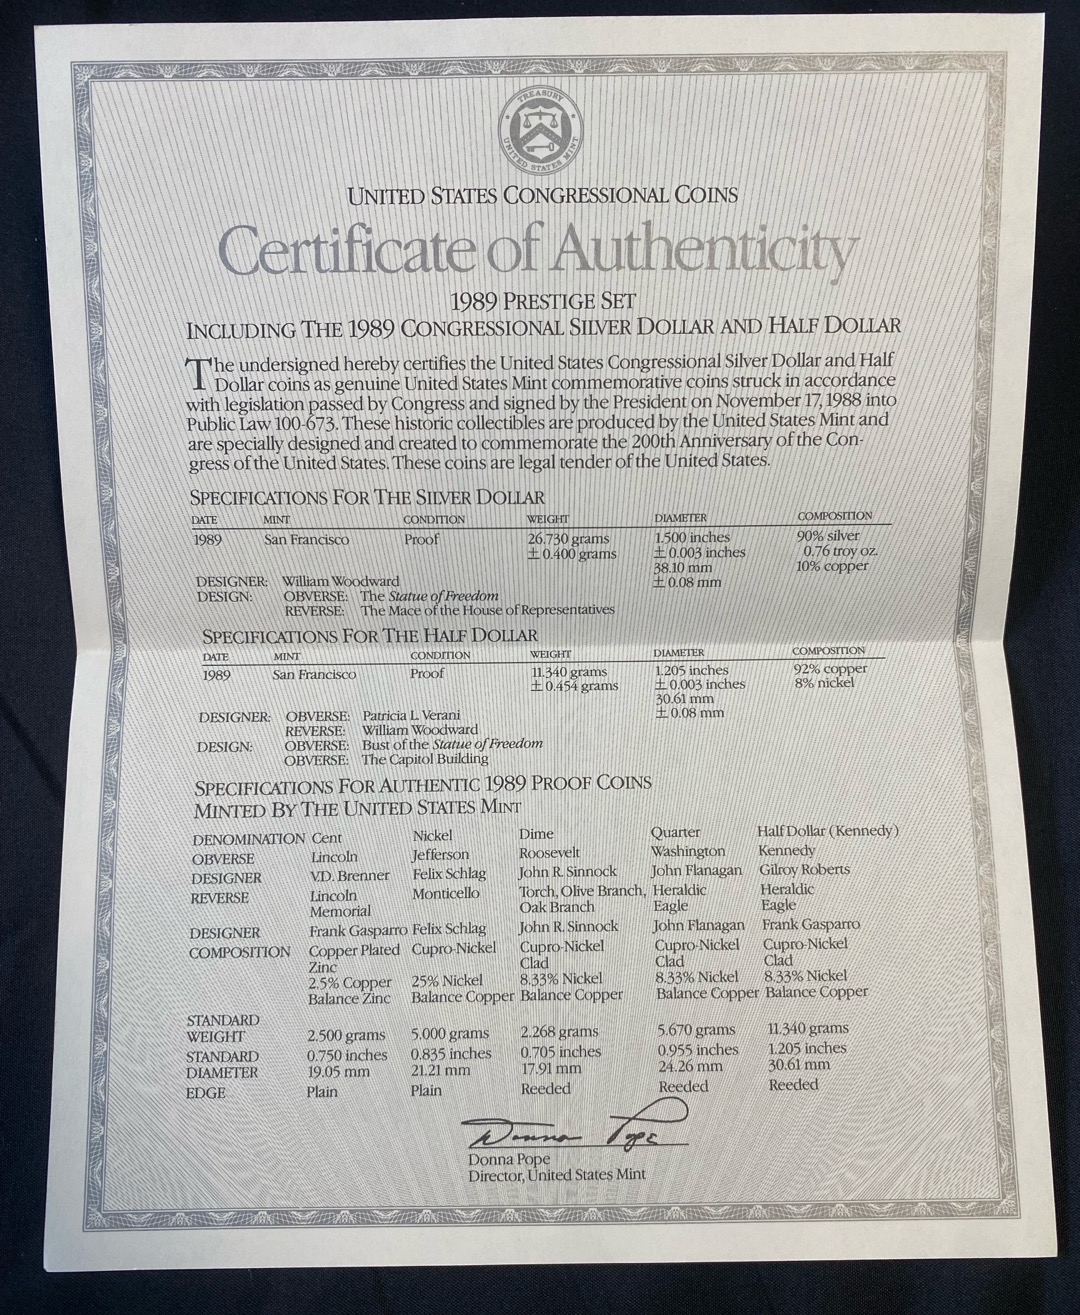 TREASURY
UNITED STATES MINT
UNITED STATES CONGRESSIONAL COINS
Certificate of Authenticity
1989 PRESTIGE SET
INCLUDING THE 1989 CONGRESSIONAL SILVER DOLLAR AND HALF DOLLAR
The undersigned hereby certifies the United States Congressional Silver Dollar and Half
Dollar coins as genuine United States Mint commemorative coins struck in accordance
with legislation passed by Congress and signed by the President on November 17, 1988 into
Public Law 100-673. These historic collectibles are produced by the United States Mint and
are specially designed and created to commemorate the 200th Anniversary of the Con-
gress of the United States. These coins are legal tender of the United States.
SPECIFICATIONS FOR THE SILVER DOLLAR
DATE MINT CONDITION WEIGHT DIAMETER COMPOSITION
1989 San Francisco Proof 26.730 grams 1.500 inches 90% silver
± 0.400 grams ± 0.003 inches 0.76 troy oz.
38.10 mm 10% copper
± 0.08 mm
DESIGNER: William Woodward
DESIGN: OBVERSE: The Statue of Freedom
REVERSE: The Mace of the House of Representatives
SPECIFICATIONS FOR THE HALF DOLLAR
DATE MINT CONDITION WEIGHT DIAMETER COMPOSITION
1989 San Francisco Proof 11.340 grams 1.205 inches 92% copper
± 0.454 grams ± 0.003 inches 8% nickel
30.61 mm
± 0.08 mm
DESIGNER: OBVERSE: Patricia L. Verani
REVERSE: William Woodward
DESIGN: OBVERSE: Bust of the Statue of Freedom
OBVERSE: The Capitol Building
SPECIFICATIONS FOR AUTHENTIC 1989 PROOF COINS
MINTED BY THE UNITED STATES MINT
DENOMINATION Cent Nickel Dime Quarter Half Dollar (Kennedy)
OBVERSE Lincoln Jefferson Roosevelt Washington Kennedy
DESIGNER V.D. Brenner Felix Schlag John R. Sinnock John Flanagan Gilroy Roberts
REVERSE Lincoln Monticello Torch, Olive Branch, Heraldic Heraldic
Memorial Oak Branch Eagle Eagle
DESIGNER Frank Gasparro Felix Schlag John R. Sinnock John Flanagan Frank Gasparro
COMPOSITION Copper Plated Cupro-Nickel Cupro-Nickel Cupro-Nickel Cupro-Nickel
Zinc Clad Clad Clad
2.5% Copper 25% Nickel 8.33% Nickel 8.33% Nickel 8.33% Nickel
Balance Zinc Balance Copper Balance Copper Balance Copper Balance Copper
STANDARD
WEIGHT 2.500 grams 5.000 grams 2.268 grams 5.670 grams 11.340 grams
STANDARD 0.750 inches 0.835 inches 0.705 inches 0.955 inches 1.205 inches
DIAMETER 19.05 mm 21.21 mm 17.91 mm 24.26 mm 30.61 mm
EDGE Plain Plain Reeded Reeded Reeded
Donna Pope
Donna Pope
Director, United States Mint